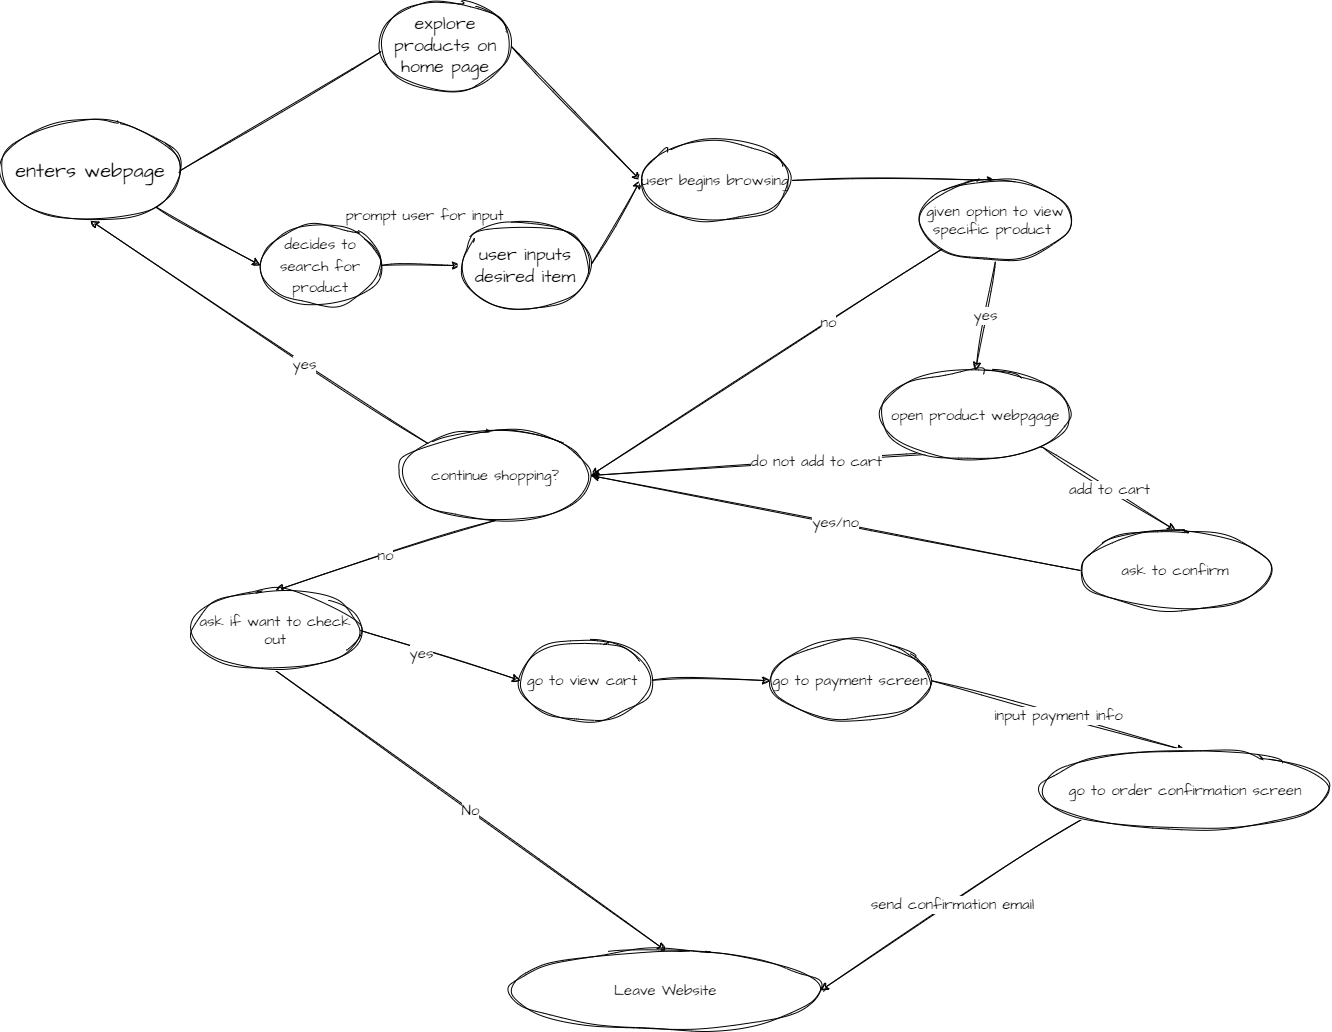 explore
products on
home page
enters webpage
user begins browsing
given option to view
specific product
prompt user for input
decides to
search for
product
user inputs
desired item
no
yes
yes
open product webpgage
do not add to cart
continue shopping?
add to cart
yes/no
no
ask to confirm
ask if want to check
out
yes
go to view cart
go to payment screen
input payment info
go to order confirmation screen
No
send confirmation email
Leave Website